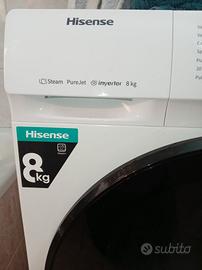 Hisense
Steam PureJet inverter 8 kg
Hisense
8
kg
subito